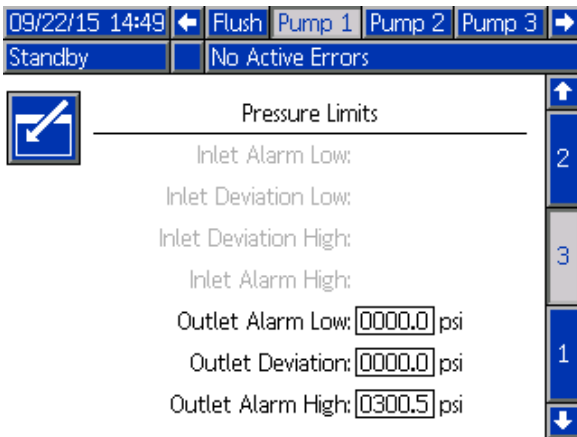 09/22/15 14:49 Flush Pump 1 Pump 2 Pump 3
Standby No Active Errors
Pressure Limits
Inlet Alarm Low:
2
Inlet Deviation Low:
Inlet Deviation High:
3
Inlet Alarm High:
Outlet Alarm Low: 0000.0 psi
Outlet Deviation: 0000.0 psi
1
Outlet Alarm High: 0300.5 psi